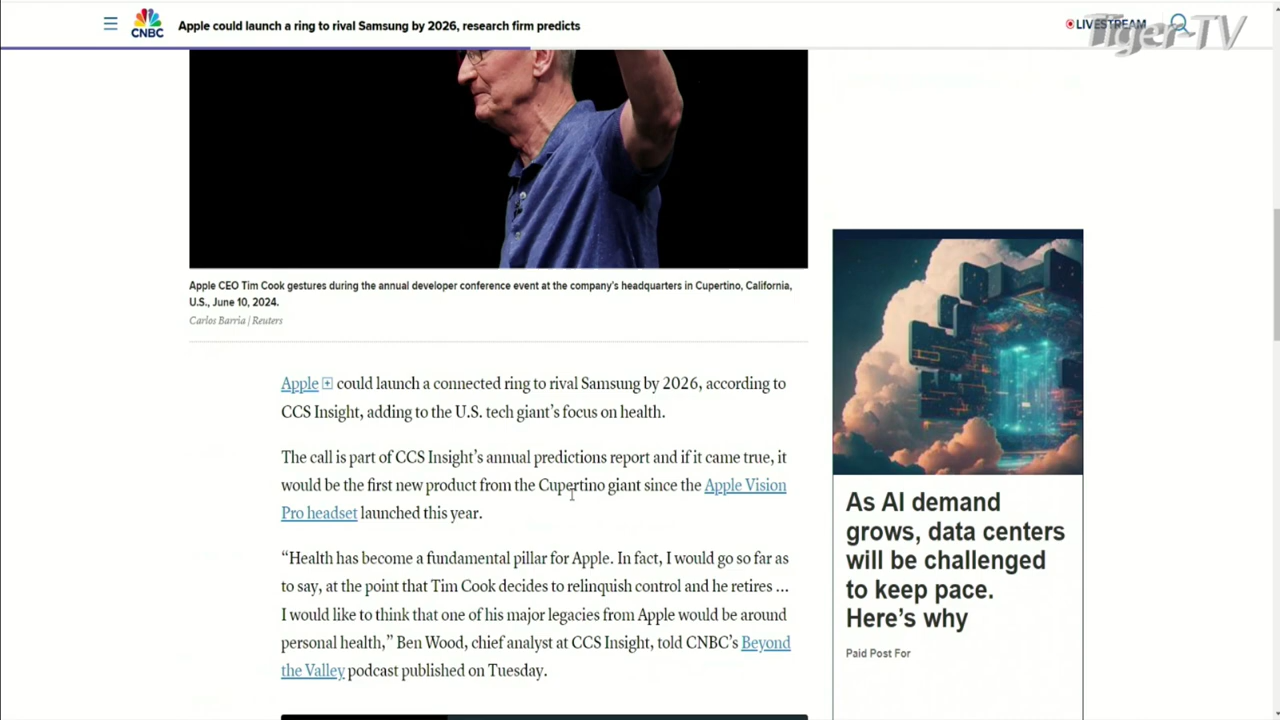 CNBC
Apple could launch a ring to rival Samsung by 2026, research firm predicts
LIVESTREAM
Tiger-TV
Apple CEO Tim Cook gestures during the annual developer conference event at the company's headquarters in Cupertino, California,
U.S., June 10, 2024.
Carlos Barria | Reuters
Apple could launch a connected ring to rival Samsung by 2026, according to
CCS Insight, adding to the U.S. tech giant’s focus on health.
The call is part of CCS Insight’s annual predictions report and if it came true, it
would be the first new product from the Cupertino giant since the Apple Vision
Pro headset launched this year.
“Health has become a fundamental pillar for Apple. In fact, I would go so far as
to say, at the point that Tim Cook decides to relinquish control and he retires ...
I would like to think that one of his major legacies from Apple would be around
personal health,” Ben Wood, chief analyst at CCS Insight, told CNBC’s Beyond
the Valley podcast published on Tuesday.
As AI demand
grows, data centers
will be challenged
to keep pace.
Here’s why
Paid Post For